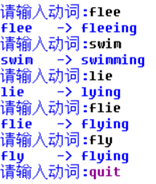 请输入动词:flee
flee -> fleeing
请输入动词:swim
swim -> swimming
请输入动词:lie
lie -> lying
请输入动词:flie
flie -> flying
请输入动词:fly
fly -> flying
请输入动词:quit